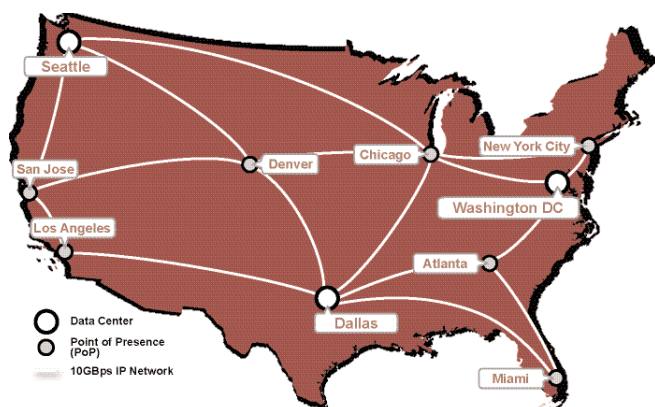 Seattle
New York City
Chicago
Denver
San Jose
Washington DC
Los Angeles
Atlanta
Dallas
Data Center
Point of Presence
(PoP)
10GBps IP Network
Miami